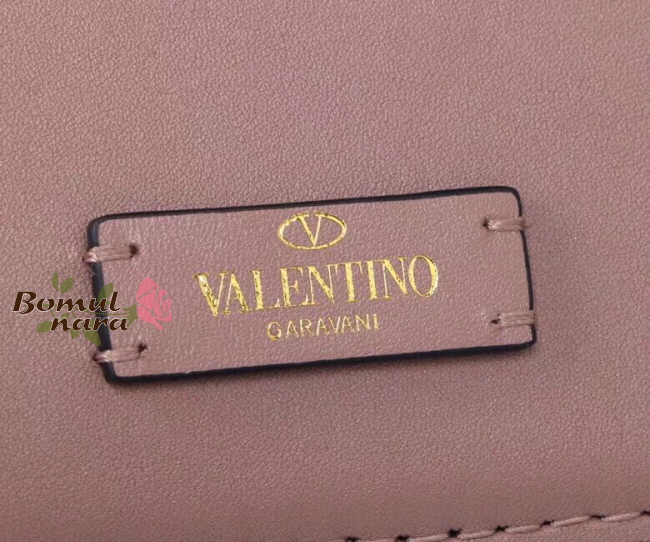 V
VALENTINO
GARAVANI
Bomul
nara